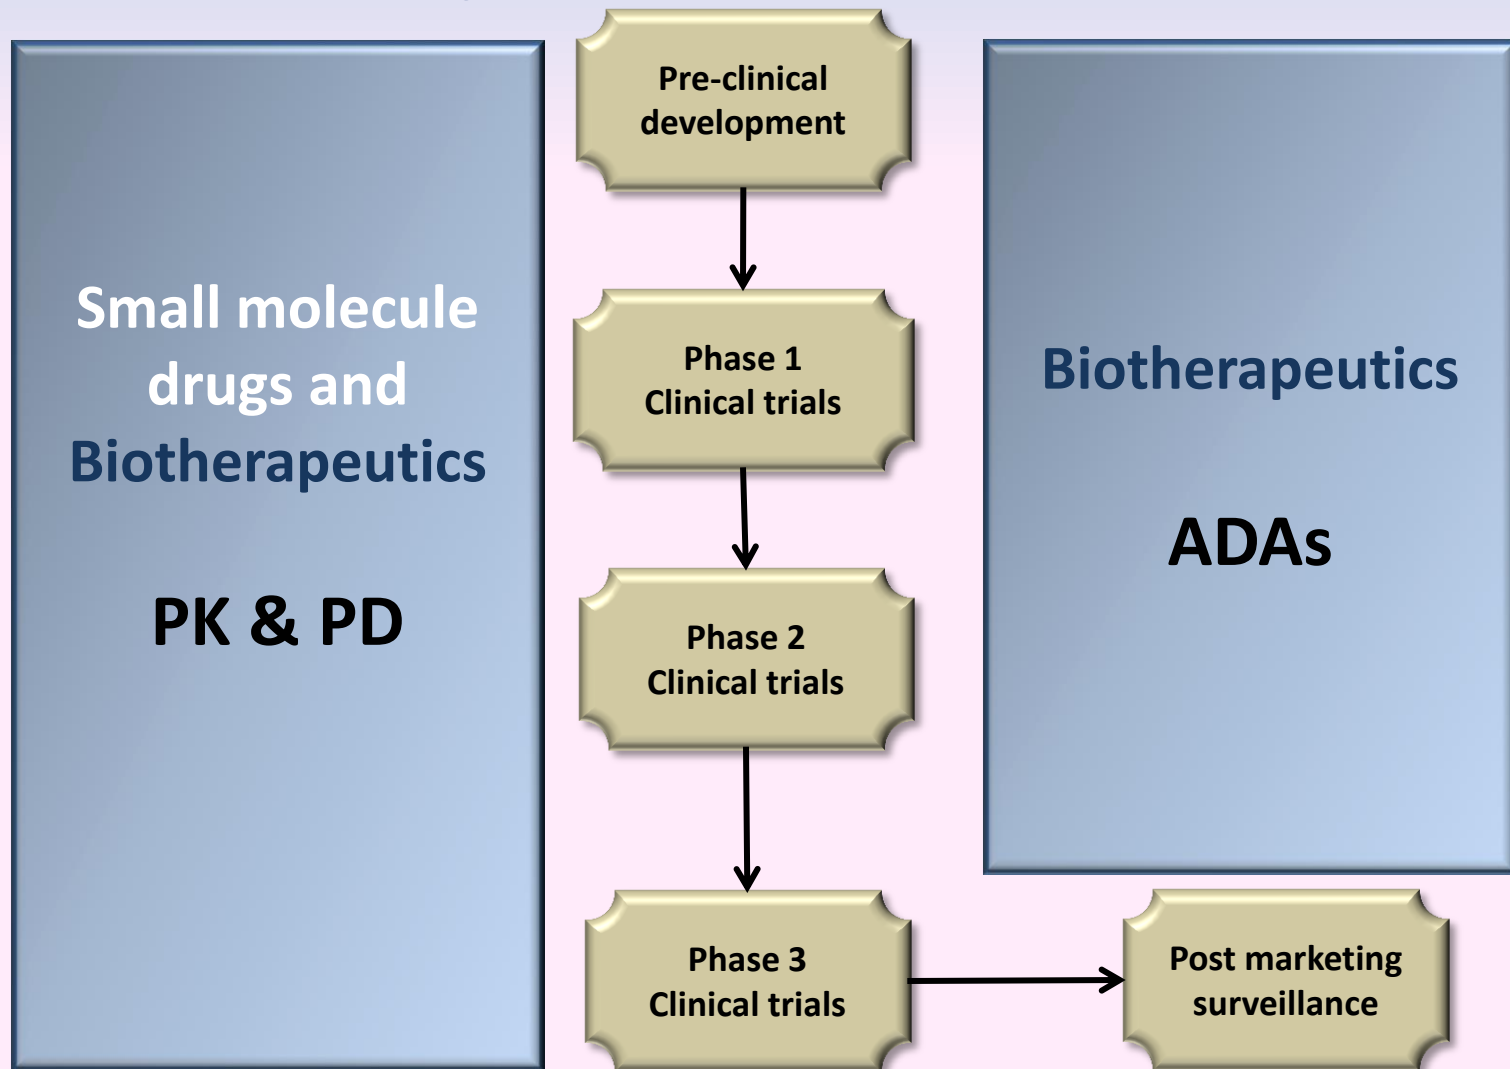 Pre-clinical
development
Small molecule
drugs and
Biotherapeutics
PK & PD
Phase 1
Clinical trials
Phase 2
Clinical trials
Phase 3
Clinical trials
Biotherapeutics
ADAs
Post marketing
surveillance